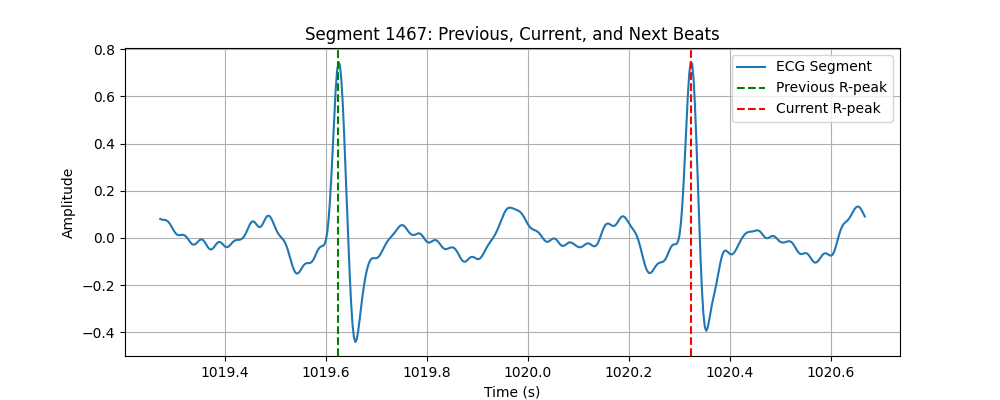 Segment 1467: Previous, Current, and Next Beats
ECG Segment
Previous R-peak
Current R-peak
Amplitude
0.8
0.6
0.4
0.2
0.0
−0.2
−0.4
1019.4 1019.6 1019.8 1020.0 1020.2 1020.4 1020.6
Time (s)